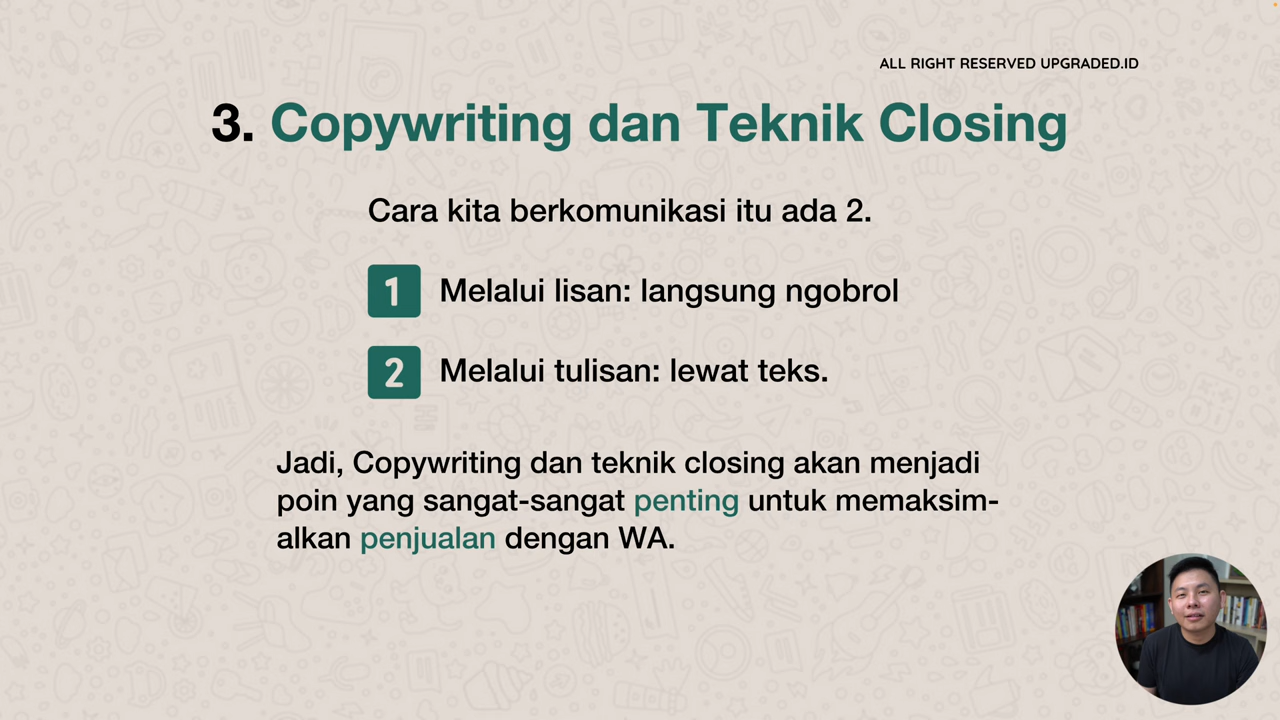 ALL RIGHT RESERVED UPGRADED.ID
3. Copywriting dan Teknik Closing
Cara kita berkomunikasi itu ada 2.
1 Melalui lisan: langsung ngobrol
2 Melalui tulisan: lewat teks.
Jadi, Copywriting dan teknik closing akan menjadi
poin yang sangat-sangat penting untuk memaksim-
alkan penjualan dengan WA.